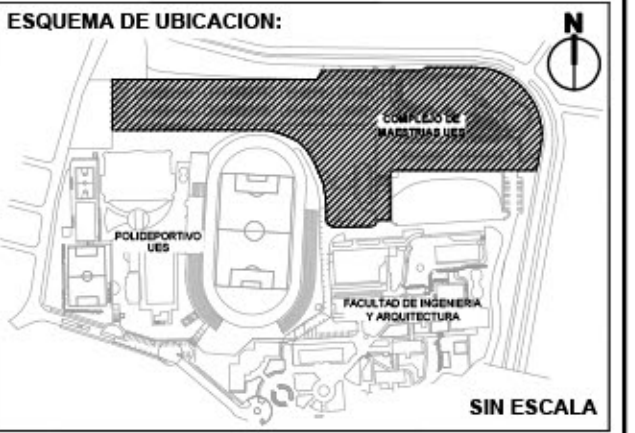 ESQUEMA DE UBICACION:
N
COMPLEJO DE
MAESTRIAS UES
POLIDEPORTIVO
UES
FACULTAD DE INGENIERIA
Y ARQUITECTURA
SIN ESCALA